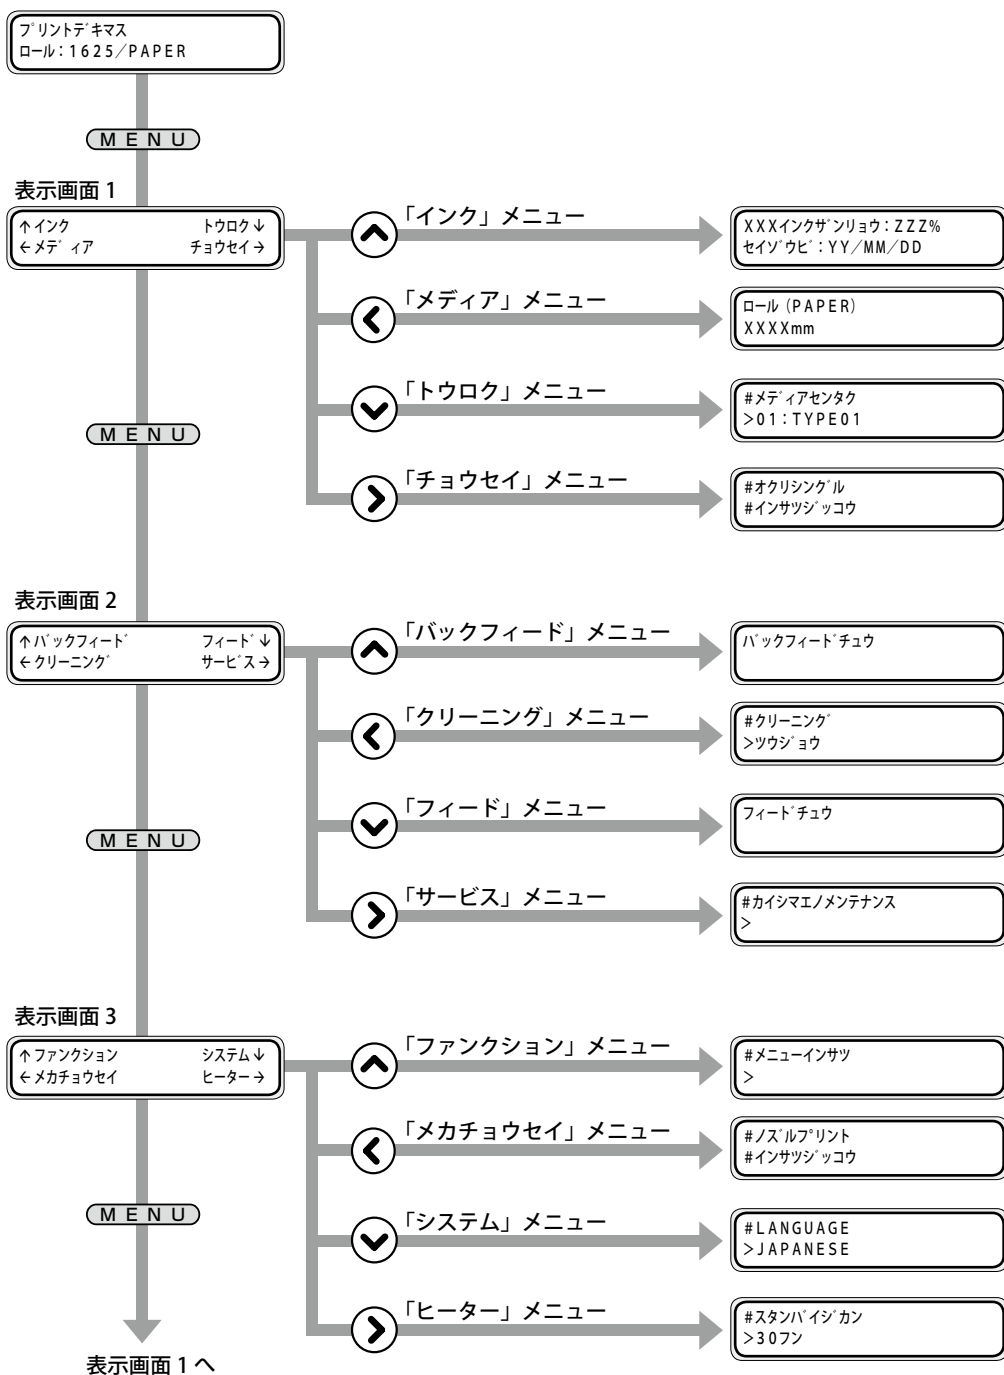 プリントデキマス
ロール：1625／PAPER
MENU
表示画面 1
↑インク トウロク↓
←メディア チョウセイ→
「インク」メニュー
XXXインクザンリョウ：ZZZ%
セイゾウビ：YY／MM／DD
「メディア」メニュー
ロール（PAPER）
XXXXmm
「トウロク」メニュー
#メディアセンタク
>01：TYPE01
MENU
「チョウセイ」メニュー
#オクリシングル
#インサツジッコウ
表示画面 2
↑バックフィード フィード↓
←クリーニング サービス→
「バックフィード」メニュー
バックフィードチュウ
「クリーニング」メニュー
#クリーニング
>ツウジョウ
「フィード」メニュー
フィードチュウ
MENU
「サービス」メニュー
#カイシマエノメンテナンス
>
表示画面 3
↑ファンクション システム↓
←メカチョウセイ ヒーター→
「ファンクション」メニュー
#メニューインサツ
>
「メカチョウセイ」メニュー
#ノズルプリント
#インサツジッコウ
MENU
「システム」メニュー
#LANGUAGE
>JAPANESE
「ヒーター」メニュー
#スタンバイジカン
>30フン
表示画面 1 へ